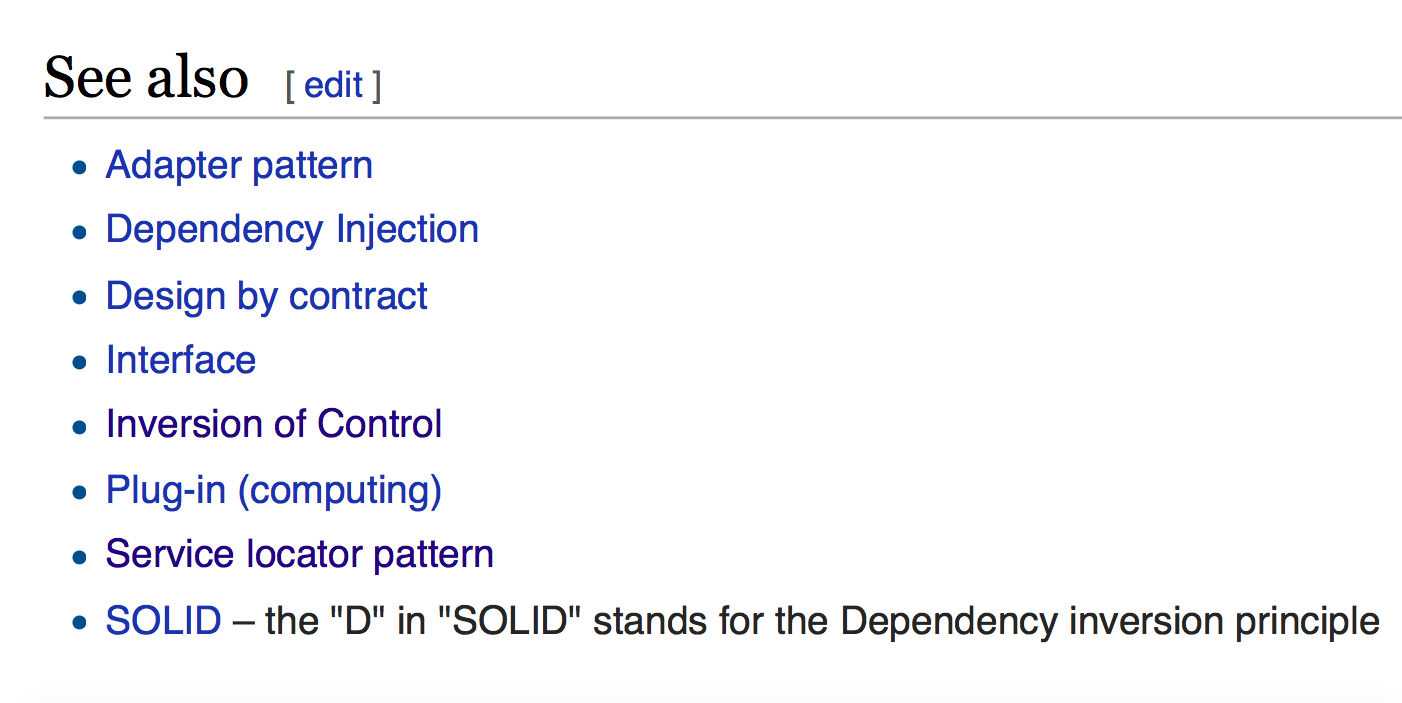 See also [ edit ]
Adapter pattern
Dependency Injection
Design by contract
Interface
Inversion of Control
Plug-in (computing)
Service locator pattern
SOLID – the "D" in "SOLID" stands for the Dependency inversion principle